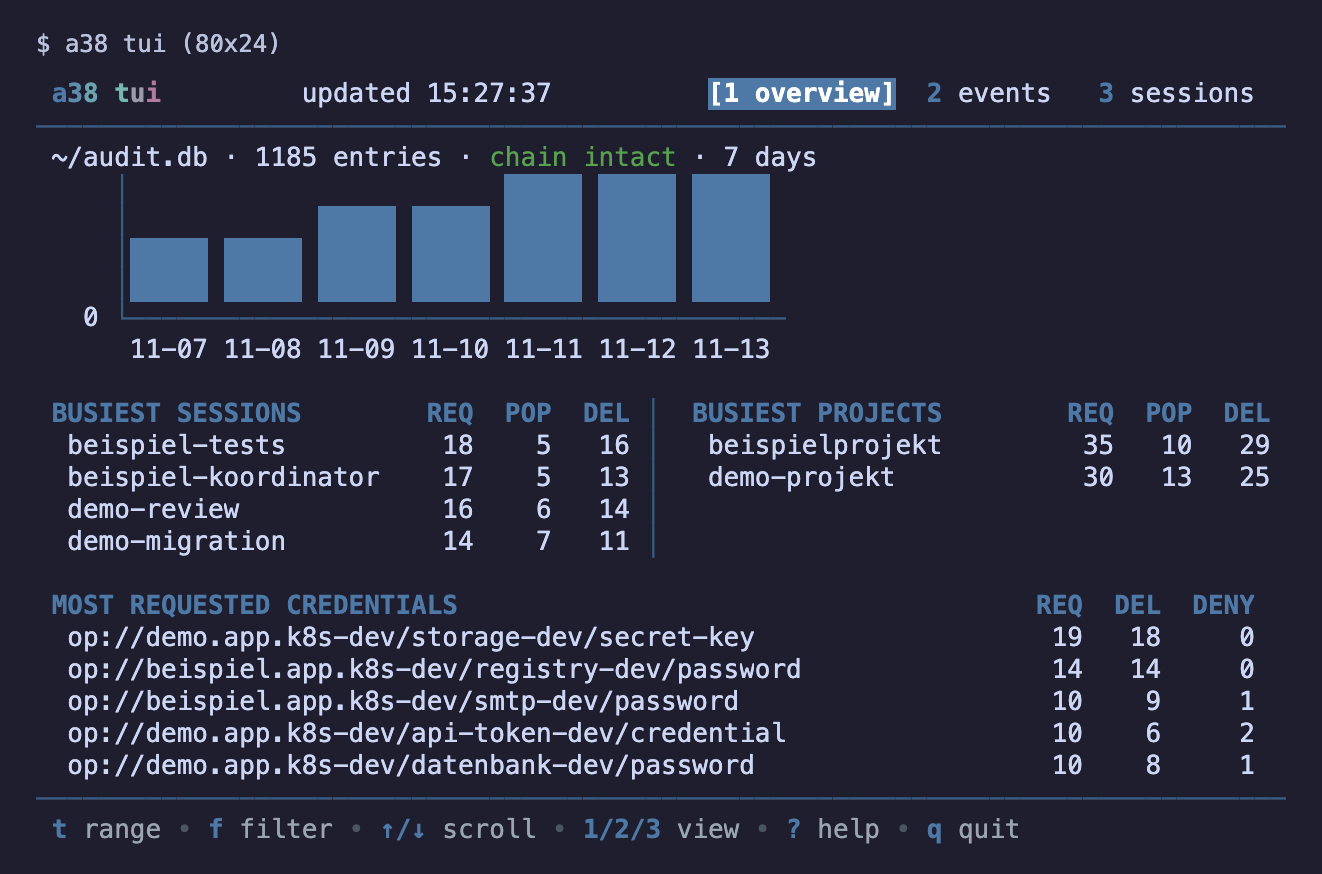 $ a38 tui (80x24)
a38 tui updated 15:27:37 [1 overview] 2 events 3 sessions
~/audit.db · 1185 entries · chain intact · 7 days
0
11-07 11-08 11-09 11-10 11-11 11-12 11-13
BUSIEST SESSIONS REQ POP DEL BUSIEST PROJECTS REQ POP DEL
beispiel-tests 18 5 16 beispielprojekt 35 10 29
beispiel-koordinator 17 5 13 demo-projekt 30 13 25
demo-review 16 6 14
demo-migration 14 7 11
MOST REQUESTED CREDENTIALS REQ DEL DENY
op://demo.app.k8s-dev/storage-dev/secret-key 19 18 0
op://beispiel.app.k8s-dev/registry-dev/password 14 14 0
op://beispiel.app.k8s-dev/smtp-dev/password 10 9 1
op://demo.app.k8s-dev/api-token-dev/credential 10 6 2
op://demo.app.k8s-dev/datenbank-dev/password 10 8 1
t range • f filter • ↑/↓ scroll • 1/2/3 view • ? help • q quit